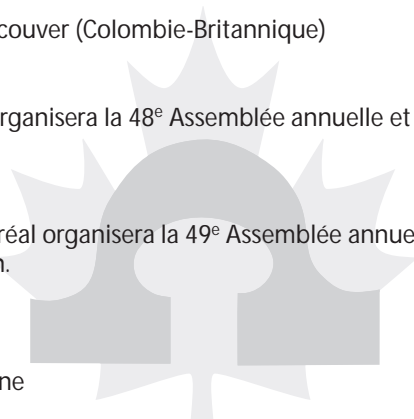 couver (Colombie-Britannique)
rganisera la 48e Assemblée annuelle et
réal organisera la 49e Assemblée annue
n.
ne